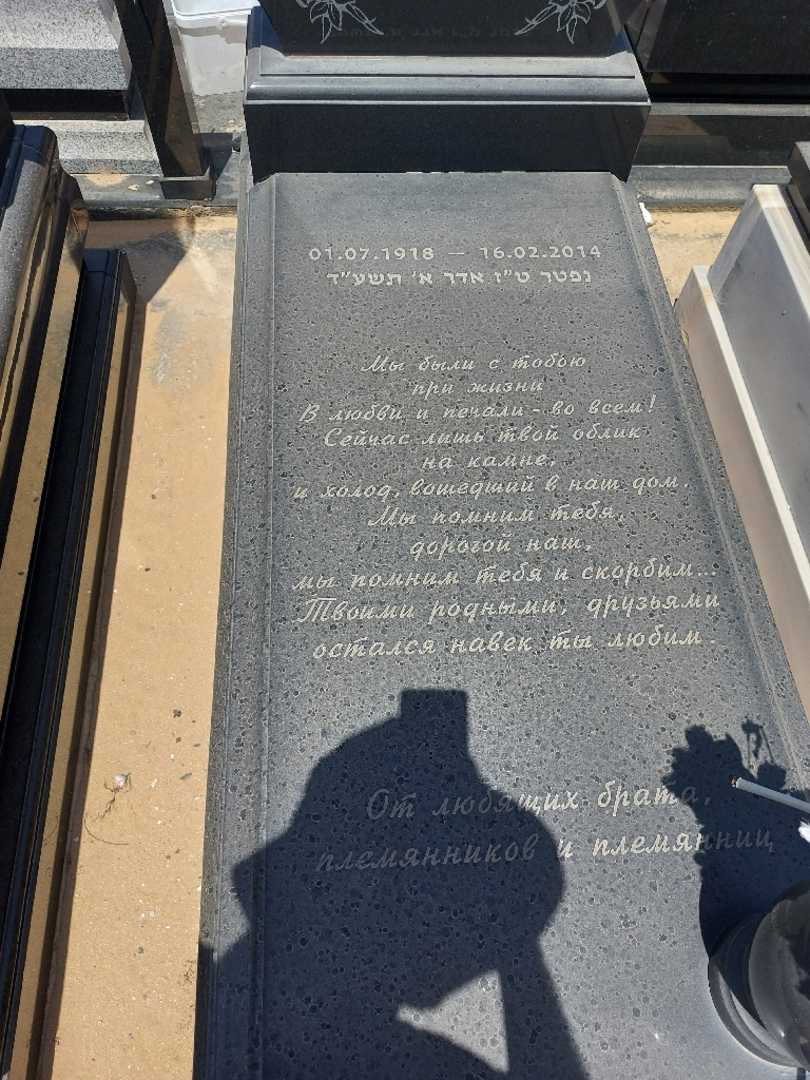 01.07.1918 — 16.02.2014
נפטר ט"ז אדר א' תשע"ד
Мы были с тобою
при жизни
В любви и печали - во всем!
Сейчас лишь твой облик
на камне,
и холод, вошедший в наш дом.
Мы помним тебя,
дорогой наш,
мы помним тебя и скорбим...
Твоими родными, друзьями
остался навек ты любим.
От любящих брата,
племянников и племянниц